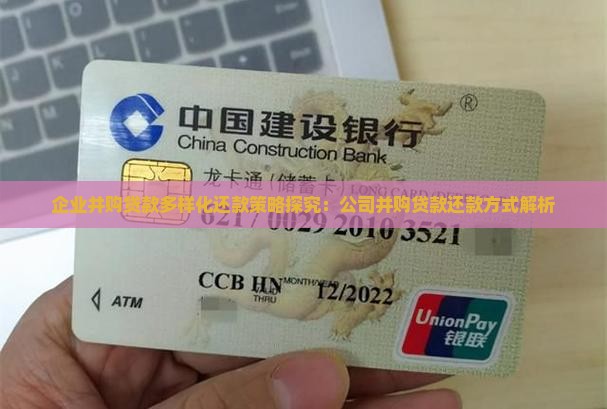 中国建设银行
®
China Construction Bank
龙卡通(储蓄卡) LONG CARD
企业并购贷款多样化还款策略探究：公司并购贷款还款方式解析
6217 0029 2010 3521
CCB HN MONTH/YEAR 12/2022
VALID
THRU
ATM
UnionPay
银联